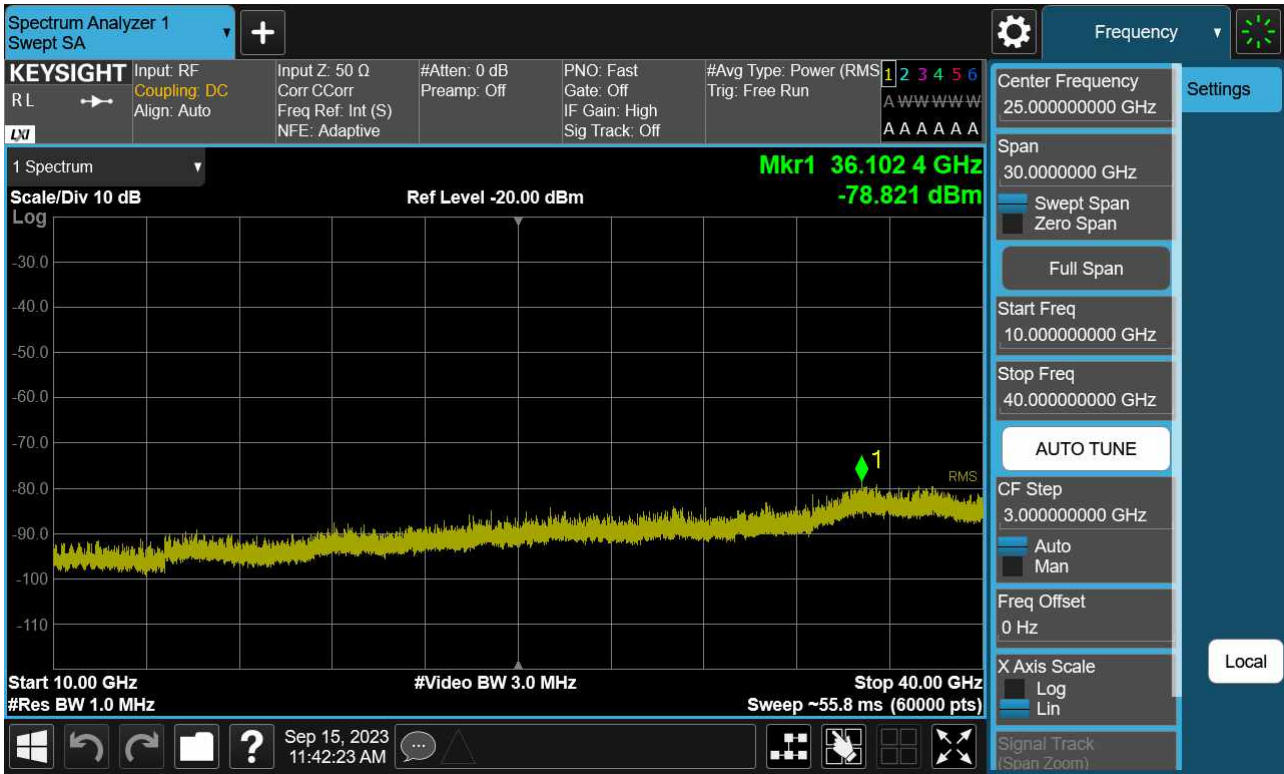 Spectrum Analyzer 1
Swept SA
+
Frequency
KEYSIGHT
R L
LXI
Input: RF
Coupling: DC
Align: Auto
Input Z: 50 Ω
Corr CCorr
Freq Ref: Int (S)
NFE: Adaptive
#Atten: 0 dB
Preamp: Off
PNO: Fast
Gate: Off
IF Gain: High
Sig Track: Off
#Avg Type: Power (RMS
Trig: Free Run
1 2 3 4 5 6
A W W W W W
A A A A A A
1 Spectrum
Scale/Div 10 dB
Ref Level -20.00 dBm
Mkr1 36.102 4 GHz
-78.821 dBm
Log
-30.0
-40.0
-50.0
-60.0
-70.0
-80.0
-90.0
-100
-110
1
RMS
Start 10.00 GHz
#Video BW 3.0 MHz
Stop 40.00 GHz
#Res BW 1.0 MHz
Sweep ~55.8 ms (60000 pts)
Center Frequency
25.000000000 GHz
Settings
Span
30.0000000 GHz
Swept Span
Zero Span
Full Span
Start Freq
10.000000000 GHz
Stop Freq
40.000000000 GHz
AUTO TUNE
CF Step
3.000000000 GHz
Auto
Man
Freq Offset
0 Hz
X Axis Scale
Log
Lin
Signal Track
(Span Zoom)
Local
?
Sep 15, 2023
11:42:23 AM